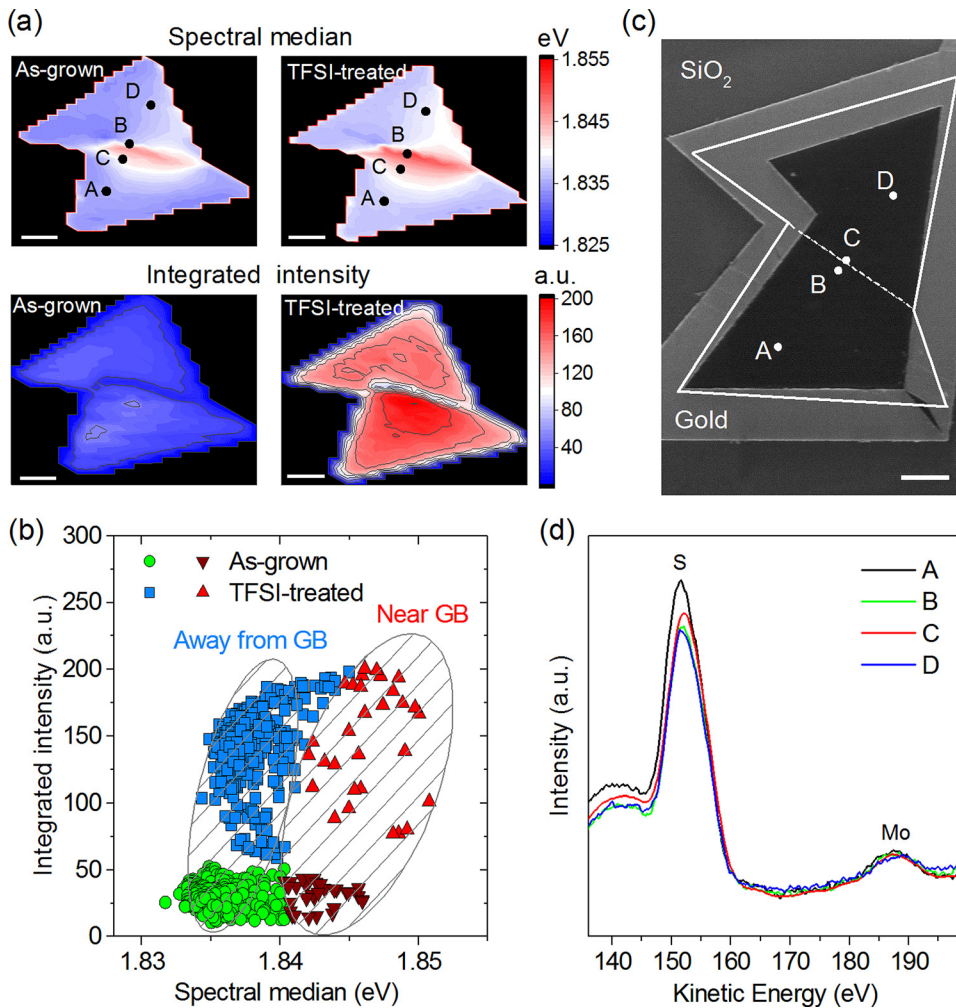 (a)
Spectral median
As-grown
D
B
C
A
TFSI-treated
D
B
C
A
eV
1.855
1.845
1.835
1.825
Integrated intensity
As-grown
TFSI-treated
a.u.
200
160
120
80
40
(c)
SiO2
D
C
B
A
Gold
(b)
Integrated intensity (a.u.)
300
250
200
150
100
50
0
As-grown
TFSI-treated
Near GB
Away from GB
1.83
1.84
1.85
Spectral median (eV)
(d)
Intensity (a.u.)
S
Mo
A
B
C
D
140 150 160 170 180 190
Kinetic Energy (eV)